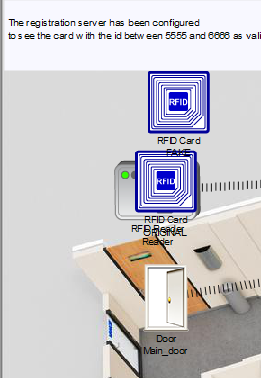 The registration server has been configured
to see the card with the id between 5555 and 6666 as vali
RFID
RFID Card
FAKE
RFID
RFID Card
ORIGINAL
RFID Reader
Reader
Door
Main_door